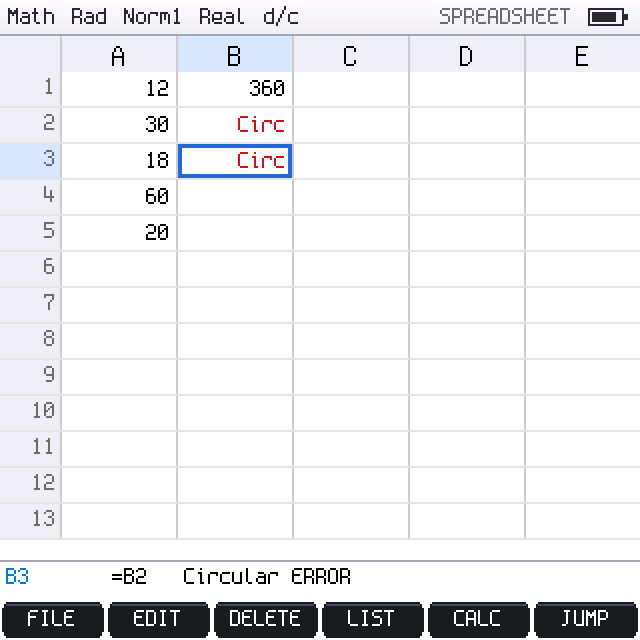 Math Rad Norm1 Real d/c SPREADSHEET
A B C D E
1 12 360
2 30 Circ
3 18 Circ
4 60
5 20
6
7
8
9
10
11
12
13
B3 =B2 Circular ERROR
FILE EDIT DELETE LIST CALC JUMP